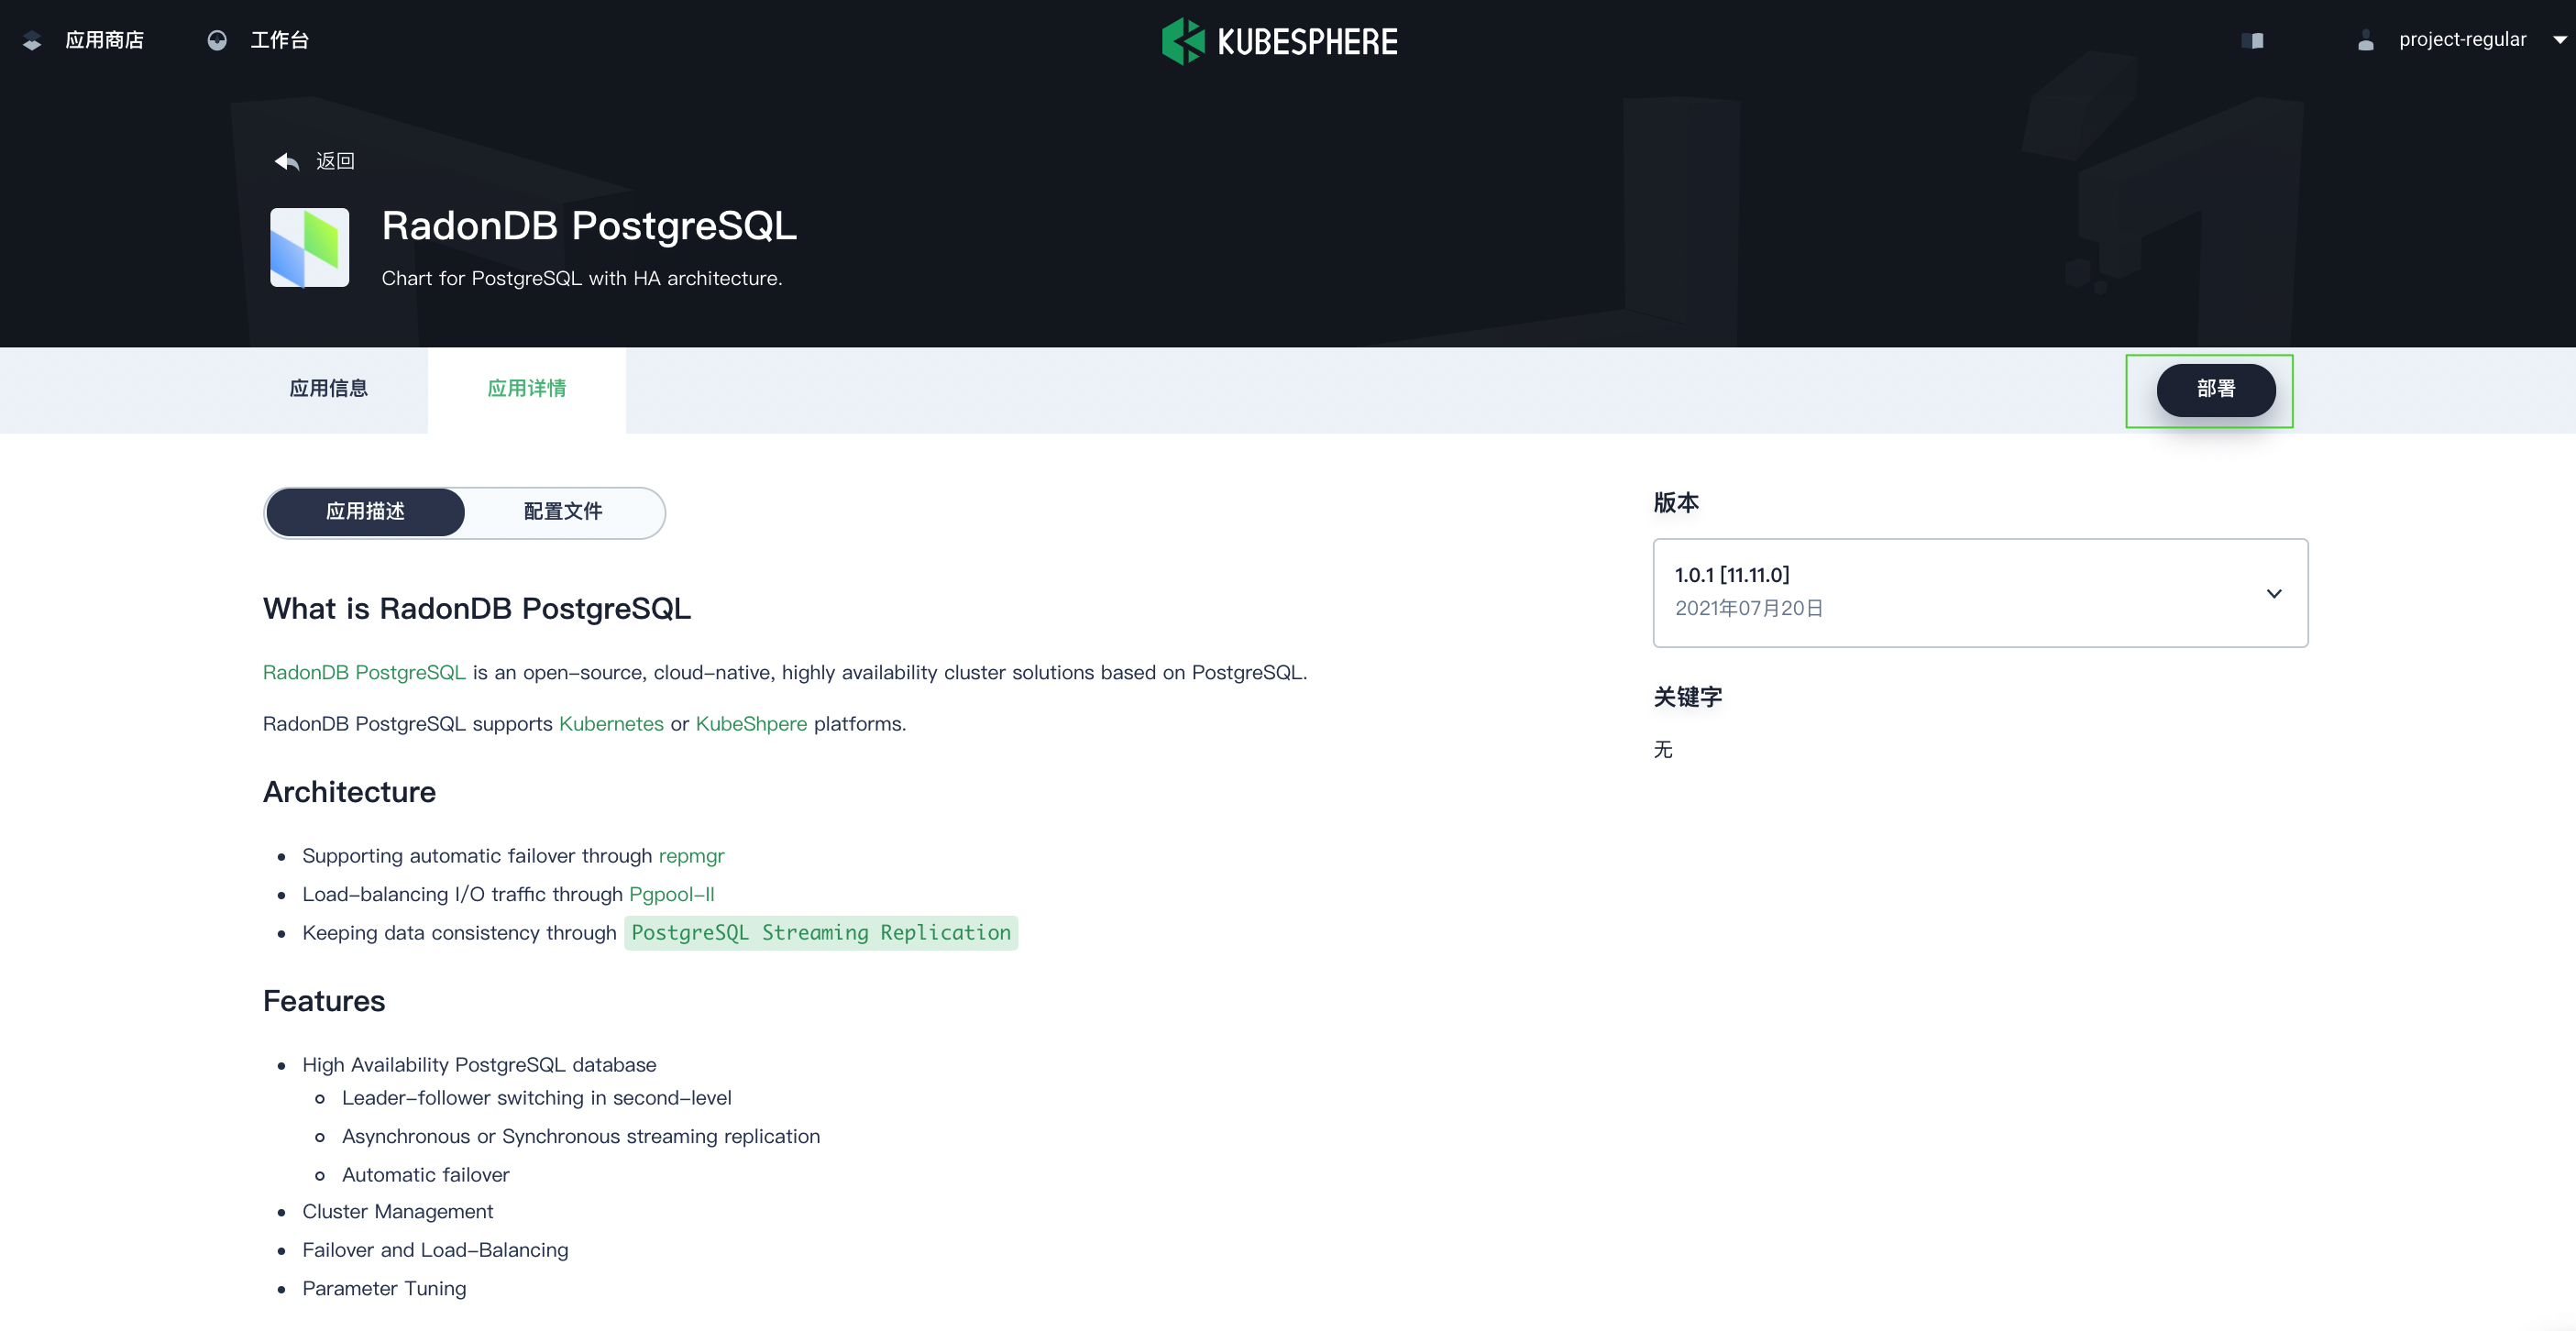 应用商店
工作台
KUBESPHERE
project-regular
返回
RadonDB PostgreSQL
Chart for PostgreSQL with HA architecture.
应用信息
应用详情
部署
应用描述
配置文件
What is RadonDB PostgreSQL
RadonDB PostgreSQL is an open-source, cloud-native, highly availability cluster solutions based on PostgreSQL.
RadonDB PostgreSQL supports Kubernetes or KubeShpere platforms.
Architecture
Supporting automatic failover through repmgr
Load-balancing I/O traffic through Pgpool-II
Keeping data consistency through PostgreSQL Streaming Replication
Features
High Availability PostgreSQL database
Leader-follower switching in second-level
Asynchronous or Synchronous streaming replication
Automatic failover
Cluster Management
Failover and Load-Balancing
Parameter Tuning
版本
1.0.1 [11.11.0]
2021年07月20日
关键字
无